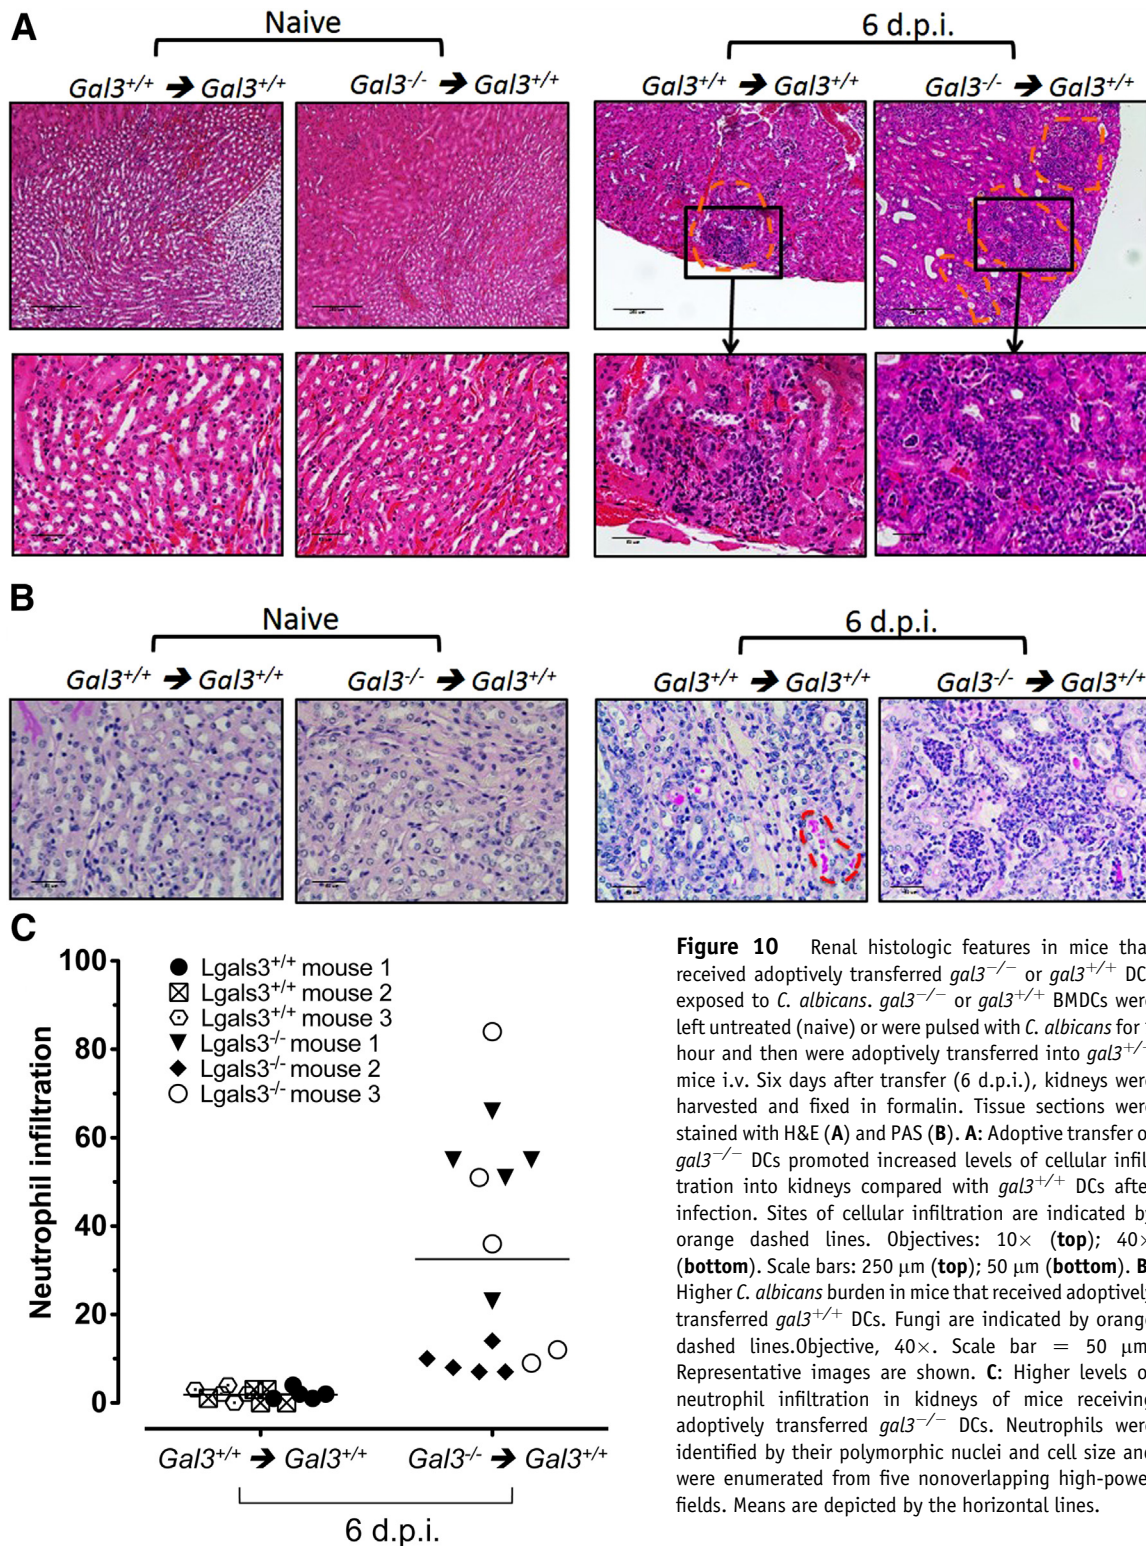 A
Naive
6 d.p.i.
Gal3+/+ ➔ Gal3+/+
Gal3-/- ➔ Gal3+/+
Gal3+/+ ➔ Gal3+/+
Gal3-/- ➔ Gal3+/+
B
Naive
6 d.p.i.
Gal3+/+ ➔ Gal3+/+
Gal3-/- ➔ Gal3+/+
Gal3+/+ ➔ Gal3+/+
Gal3-/- ➔ Gal3+/+
C
Neutrophil infiltration
100
80
60
40
20
0
Lgals3+/+ mouse 1
Lgals3+/+ mouse 2
Lgals3+/+ mouse 3
Lgals3-/- mouse 1
Lgals3-/- mouse 2
Lgals3-/- mouse 3
Gal3+/+ ➔ Gal3+/+
Gal3-/- ➔ Gal3+/+
6 d.p.i.
Figure 10 Renal histologic features in mice tha
received adoptively transferred gal3−/− or gal3+/+ DC
exposed to C. albicans. gal3−/− or gal3+/+ BMDCs were
left untreated (naive) or were pulsed with C. albicans for
hour and then were adoptively transferred into gal3+/+
mice i.v. Six days after transfer (6 d.p.i.), kidneys were
harvested and fixed in formalin. Tissue sections were
stained with H&E (A) and PAS (B). A: Adoptive transfer o
gal3−/− DCs promoted increased levels of cellular infil
tration into kidneys compared with gal3+/+ DCs afte
infection. Sites of cellular infiltration are indicated by
orange dashed lines. Objectives: 10× (top); 40×
(bottom). Scale bars: 250 μm (top); 50 μm (bottom). B
Higher C. albicans burden in mice that received adoptively
transferred gal3+/+ DCs. Fungi are indicated by orange
dashed lines.Objective, 40×. Scale bar = 50 μm
Representative images are shown. C: Higher levels o
neutrophil infiltration in kidneys of mice receiving
adoptively transferred gal3−/− DCs. Neutrophils were
identified by their polymorphic nuclei and cell size and
were enumerated from five nonoverlapping high-powe
fields. Means are depicted by the horizontal lines.